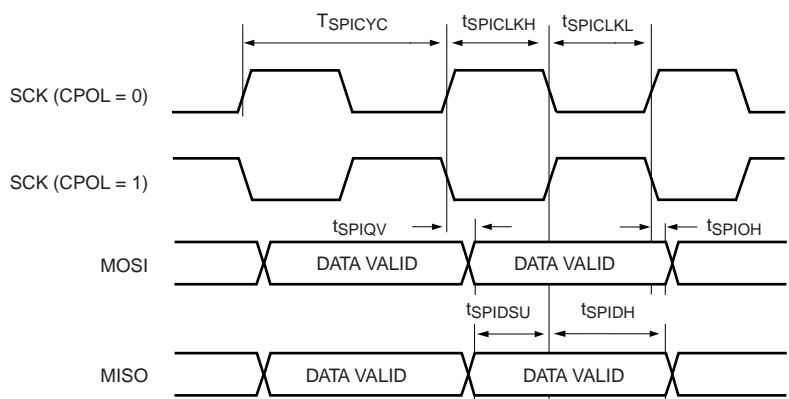 TSPICYC tSPICLKH tSPICLKL
SCK (CPOL = 0)
SCK (CPOL = 1)
tSPIQV tSPIOH
MOSI DATA VALID DATA VALID
tSPIDSU tSPIDH
MISO DATA VALID DATA VALID